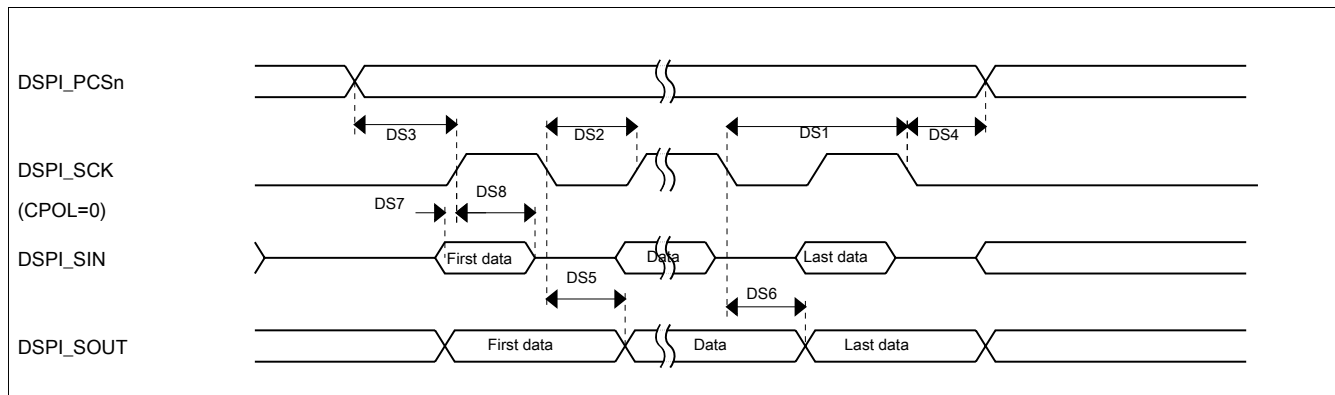 DSPI_PCSn
DS3
DS2
DS1
DS4
DSPI_SCK
(CPOL=0)
DS7
DS8
DSPI_SIN
First data
Data
Last data
DS5
DS6
DSPI_SOUT
First data
Data
Last data